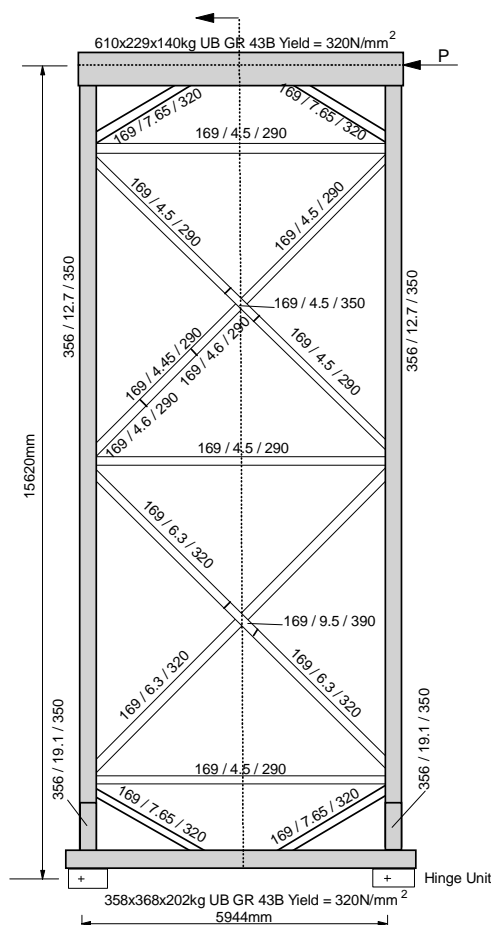 610x229x140kg UB GR 43B Yield = 320N/mm2
P
169 / 7.65 / 320
169 / 7.65 / 320
169 / 4.5 / 290
169 / 4.5 / 290
169 / 4.5 / 290
356 / 12.7 / 350
356 / 12.7 / 350
169 / 4.5 / 350
169 / 4.45 / 290
169 / 4.6 / 290
169 / 4.5 / 290
169 / 4.6 / 290
169 / 4.5 / 290
15620mm
169 / 6.3 / 320
169 / 9.5 / 390
169 / 6.3 / 320
169 / 6.3 / 320
356 / 19.1 / 350
356 / 19.1 / 350
169 / 4.5 / 290
169 / 7.65 / 320
169 / 7.65 / 320
+
+
Hinge Unit
358x368x202kg UB GR 43B Yield = 320N/mm2
5944mm